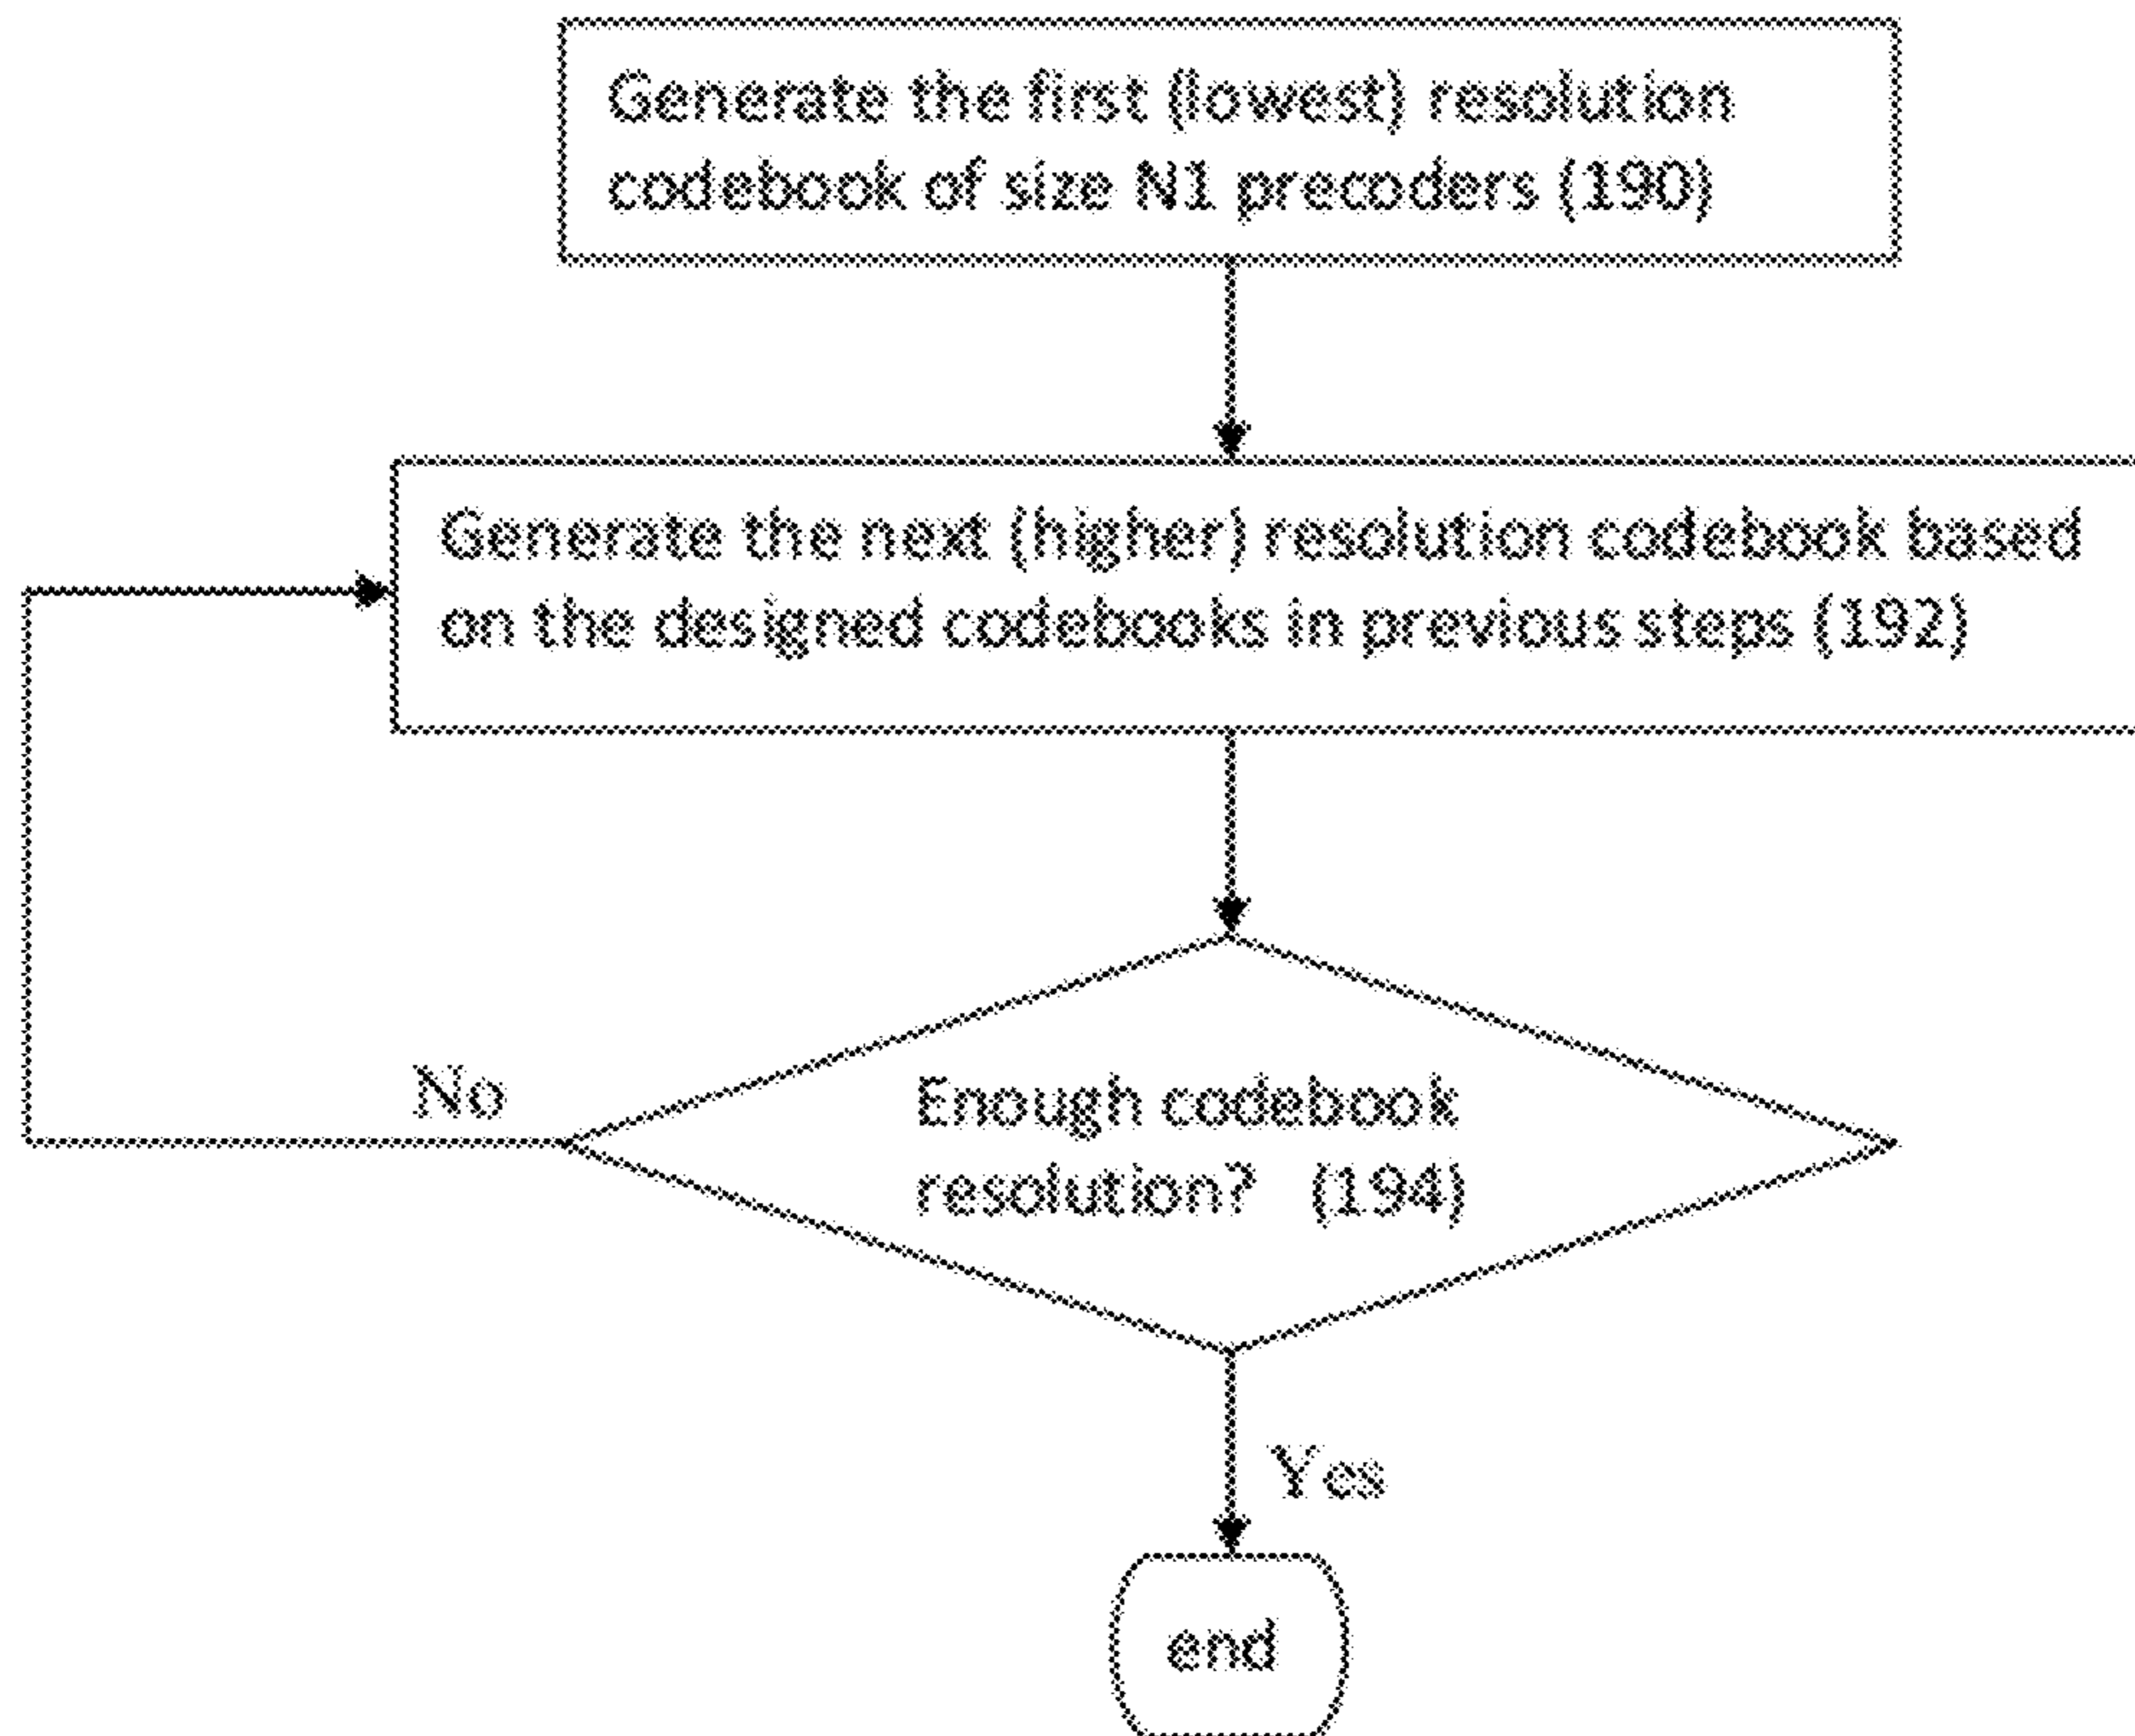 Generate the first (lowest) resolution
codebook of size N1 precoders (190)
Generate the next (higher) resolution codebook based
on the designed codebooks in previous steps (192)
No
Enough codebook
resolution? (194)
Yes
end